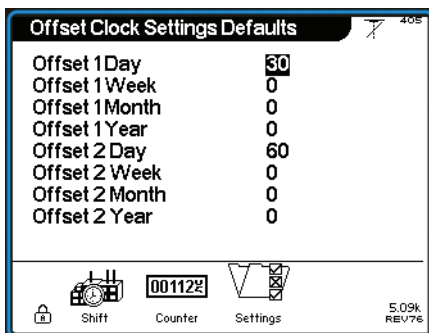 Offset Clock Settings Defaults
405
Offset 1 Day 30
Offset 1 Week 0
Offset 1 Month 0
Offset 1 Year 0
Offset 2 Day 60
Offset 2 Week 0
Offset 2 Month 0
Offset 2 Year 0
Shift
Counter
Settings
5.09k
REV76